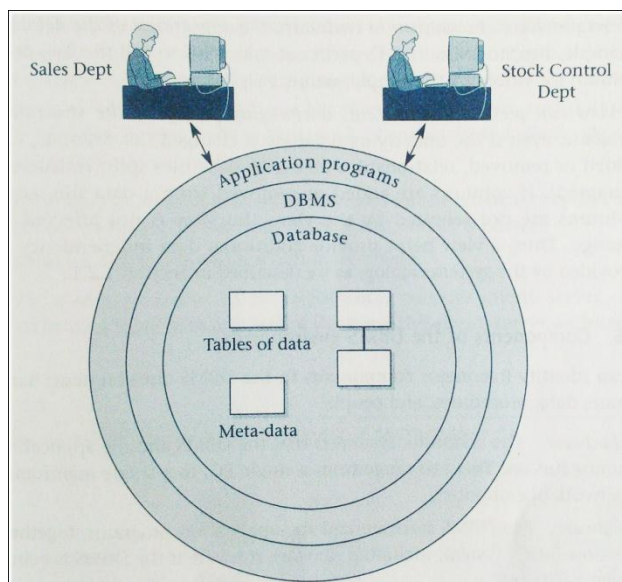 Sales Dept
Stock Control
Dept
Application programs
DBMS
Database
Tables of data
Meta-data